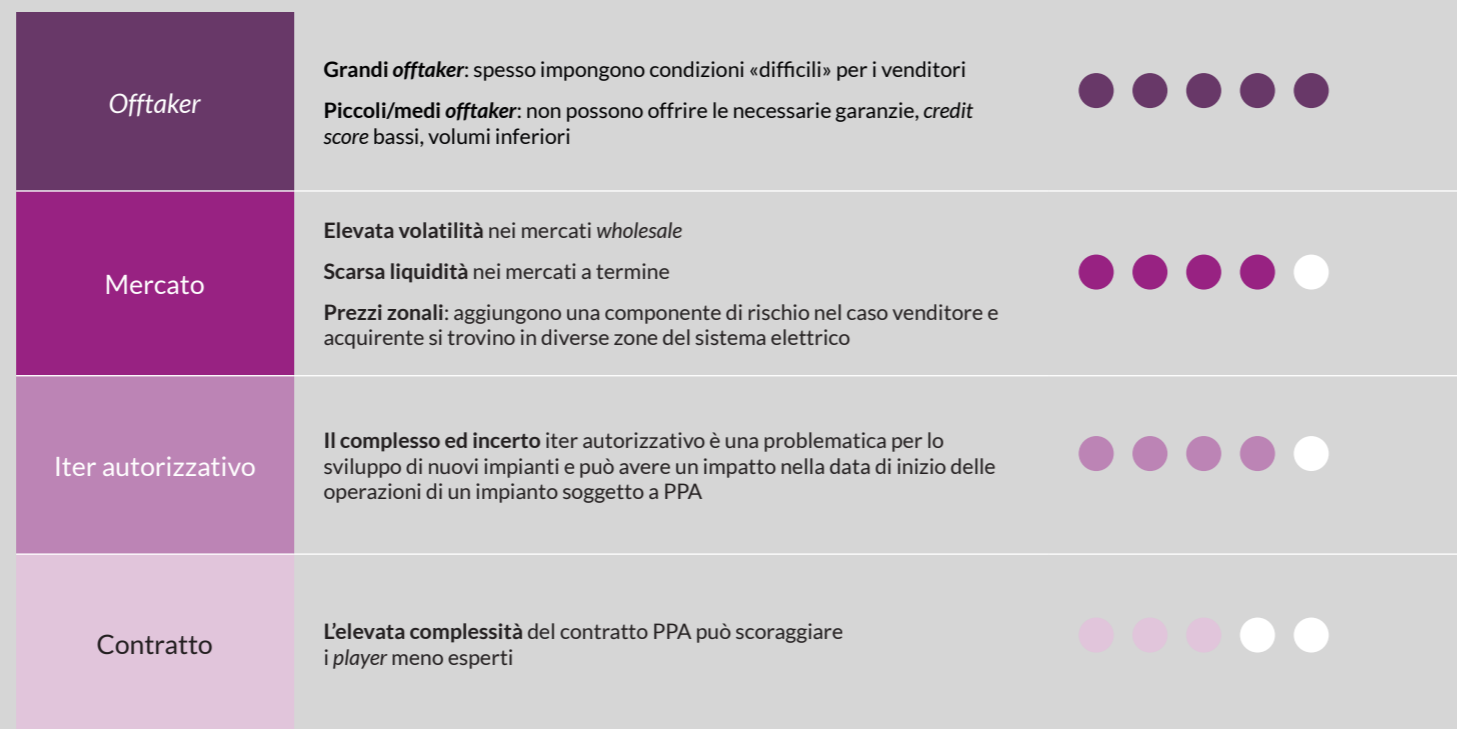 Offtaker
Grandi offtaker: spesso impongono condizioni «difficili» per i venditori
Piccoli/medi offtaker: non possono offrire le necessarie garanzie, credit
score bassi, volumi inferiori
Mercato
Elevata volatilità nei mercati wholesale
Scarsa liquidità nei mercati a termine
Prezzi zonali: aggiungono una componente di rischio nel caso venditore e
acquirente si trovino in diverse zone del sistema elettrico
Iter autorizzativo
Il complesso ed incerto iter autorizzativo è una problematica per lo
sviluppo di nuovi impianti e può avere un impatto nella data di inizio delle
operazioni di un impianto soggetto a PPA
Contratto
L'elevata complessità del contratto PPA può scoraggiare
i player meno esperti